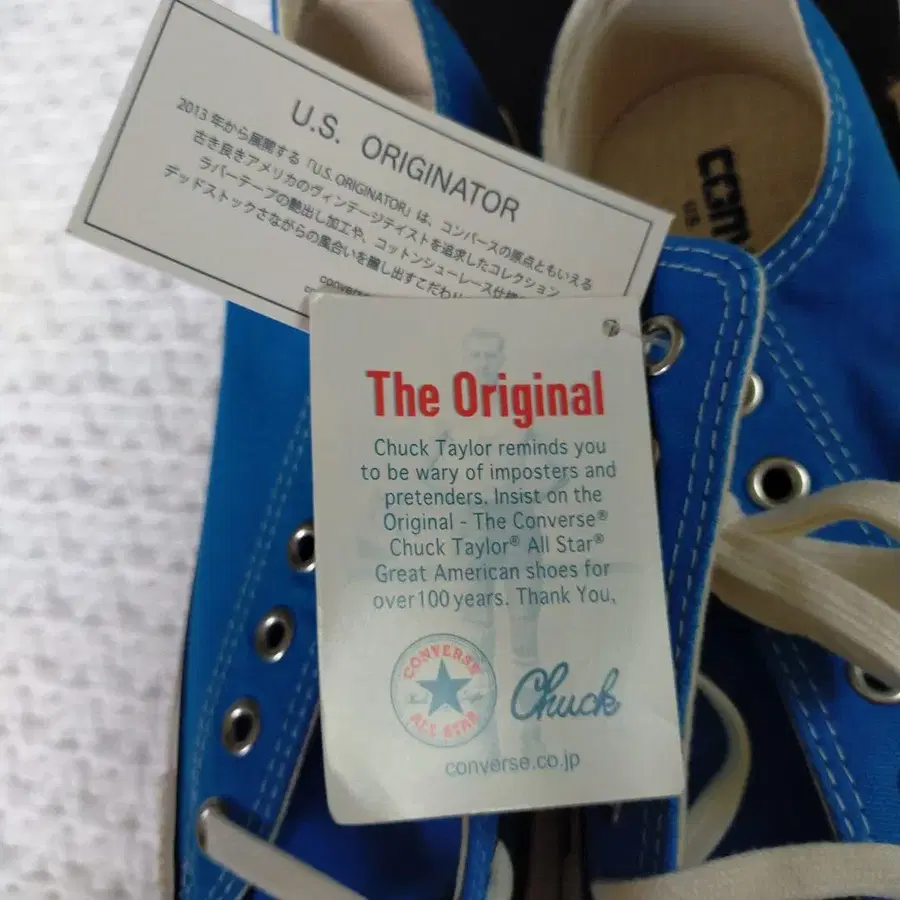 U.S. ORIGINATOR
2013年から展開する「U.S. ORIGINATOR」は、コンバースの原点ともいえる
古き良きアメリカのヴィンテージテイストを追求したコレクション
ラバーテープの艶出し加工や、コットンシューレース仕様
デッドストックさながらの風合いを醸し出すこだわり
converse
The Original
Chuck Taylor reminds you
to be wary of imposters and
pretenders. Insist on the
Original - The Converse®
Chuck Taylor® All Star®
Great American shoes for
over 100 years. Thank You,
CONVERSE
ALL STAR
Chuck
converse.co.jp
U.S.